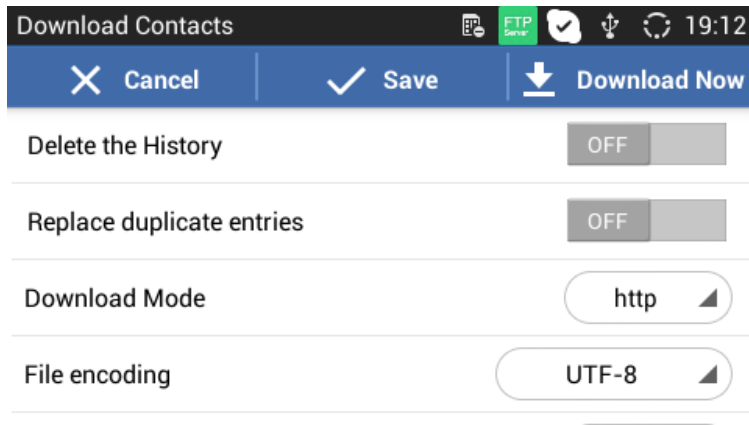 Download Contacts FTP Server 19:12
Cancel Save Download Now
Delete the History OFF
Replace duplicate entries OFF
Download Mode http
File encoding UTF-8